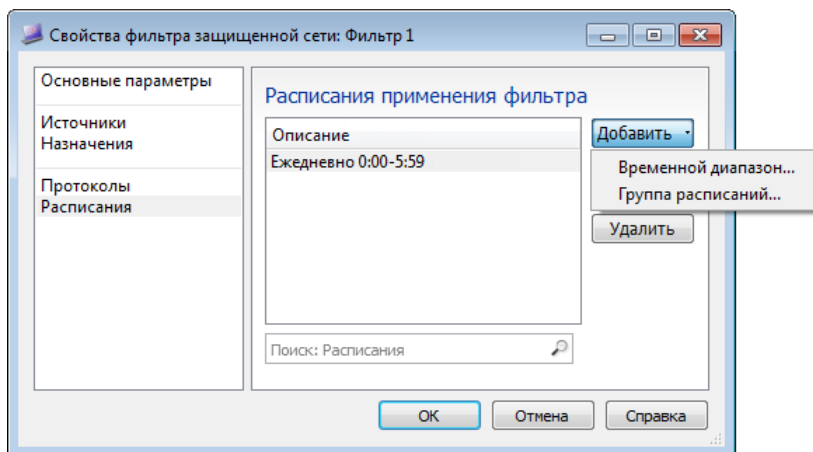 Свойства фильтра защищенной сети: Фильтр 1
Основные параметры
Источники
Назначения
Протоколы
Расписания
Расписания применения фильтра
Описание
Ежедневно 0:00-5:59
Добавить
Временной диапазон...
Группа расписаний...
Удалить
Поиск: Расписания
ОК
Отмена
Справка